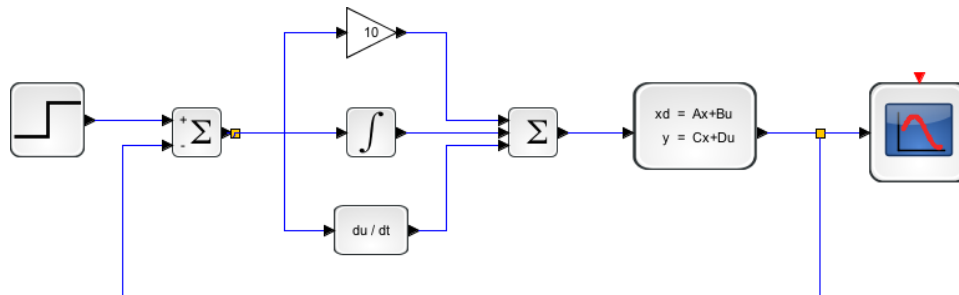 10
+
-
Σ
∫
Σ
xd = Ax+Bu
y = Cx+Du
du / dt